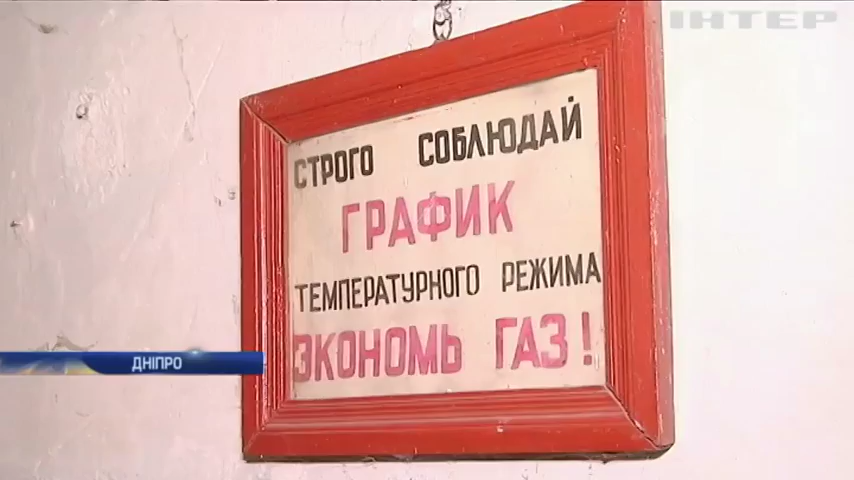 ІНТЕР
СТРОГО СОБЛЮДАЙ
ГРАФИК
ТЕМПЕРАТУРНОГО РЕЖИМА
ЭКОНОМЬ ГАЗ!
ДНІПРО